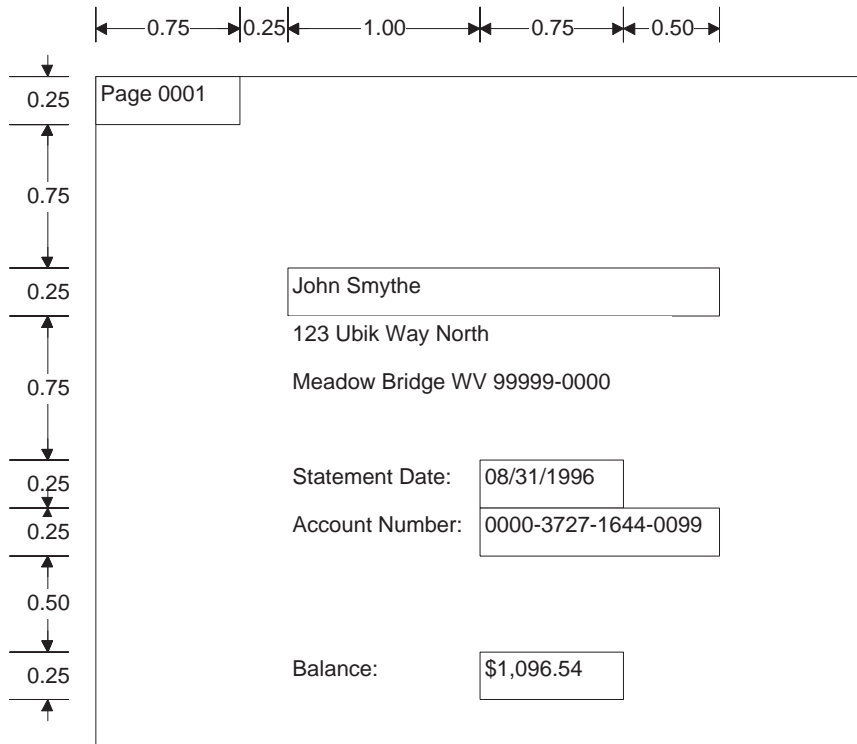 0.75 0.25 1.00 0.75 0.50
0.25 Page 0001
0.75
0.25 John Smythe
123 Ubik Way North
0.75 Meadow Bridge WV 99999-0000
0.25 Statement Date: 08/31/1996
0.25 Account Number: 0000-3727-1644-0099
0.50
0.25 Balance: $1,096.54